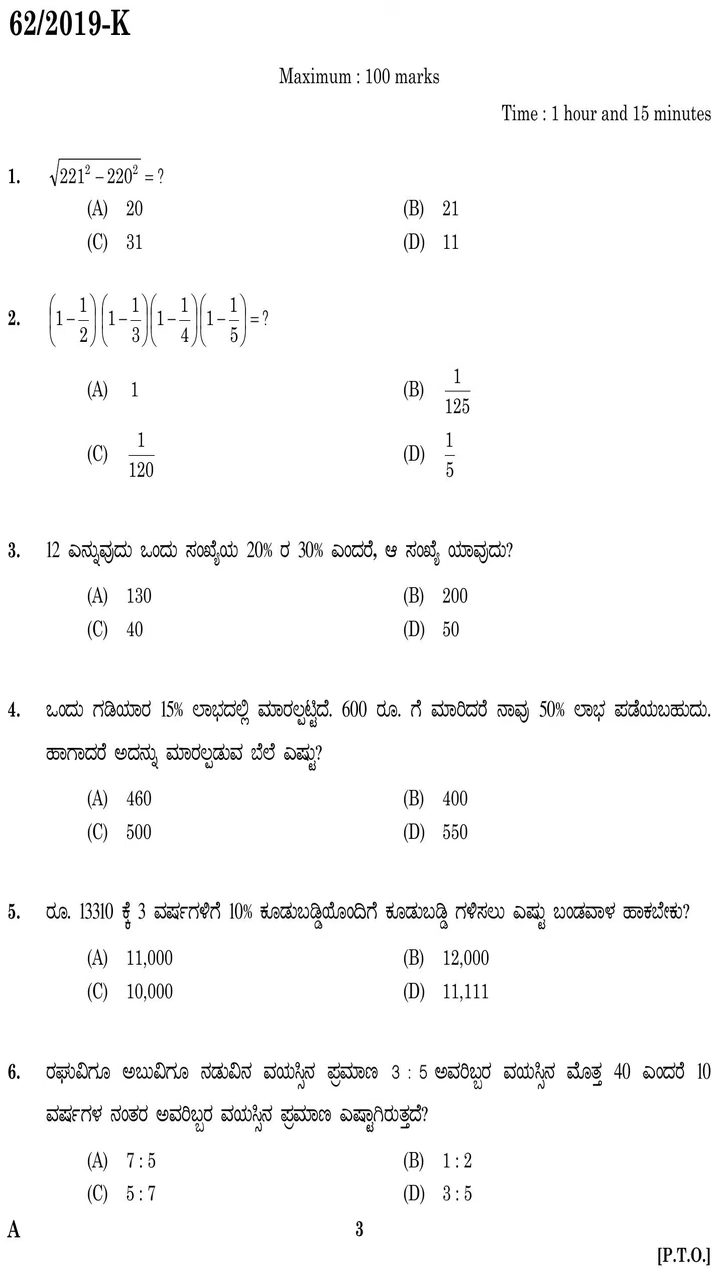 62/2019-K
Maximum : 100 marks
Time : 1 hour and 15 minutes
1. √(221² – 220²) = ?
(A) 20 (B) 21
(C) 31 (D) 11
2. (1 – 1/2)(1 – 1/3)(1 – 1/4)(1 – 1/5) = ?
(A) 1 (B) 1/125
(C) 1/120 (D) 1/5
3. 12 ಎನ್ನುವುದು ಒಂದು ಸಂಖ್ಯೆಯ 20% ರ 30% ಎಂದರೆ, ಆ ಸಂಖ್ಯೆ ಯಾವುದು?
(A) 130 (B) 200
(C) 40 (D) 50
4. ಒಂದು ಗಡಿಯಾರ 15% ಲಾಭದಲ್ಲಿ ಮಾರಲ್ಪಟ್ಟಿದೆ. 600 ರೂ. ಗೆ ಮಾರಿದರೆ ನಾವು 50% ಲಾಭ ಪಡೆಯಬಹುದು.
ಹಾಗಾದರೆ ಅದನ್ನು ಮಾರಲ್ಪಡುವ ಬೆಲೆ ಎಷ್ಟು?
(A) 460 (B) 400
(C) 500 (D) 550
5. ರೂ. 13310 ಕ್ಕೆ 3 ವರ್ಷಗಳಿಗೆ 10% ಕೂಡುಬಡ್ಡಿಯೊಂದಿಗೆ ಕೂಡುಬಡ್ಡಿ ಗಳಿಸಲು ಎಷ್ಟು ಬಂಡವಾಳ ಹಾಕಬೇಕು?
(A) 11,000 (B) 12,000
(C) 10,000 (D) 11,111
6. ರಘುವಿಗೂ ಅಬುವಿಗೂ ನಡುವಿನ ವಯಸ್ಸಿನ ಪ್ರಮಾಣ 3 : 5 ಅವರಿಬ್ಬರ ವಯಸ್ಸಿನ ಮೊತ್ತ 40 ಎಂದರೆ 10
ವರ್ಷಗಳ ನಂತರ ಅವರಿಬ್ಬರ ವಯಸ್ಸಿನ ಪ್ರಮಾಣ ಎಷ್ಟಾಗಿರುತ್ತದೆ?
(A) 7 : 5 (B) 1 : 2
(C) 5 : 7 (D) 3 : 5
A 3
[P.T.O.]